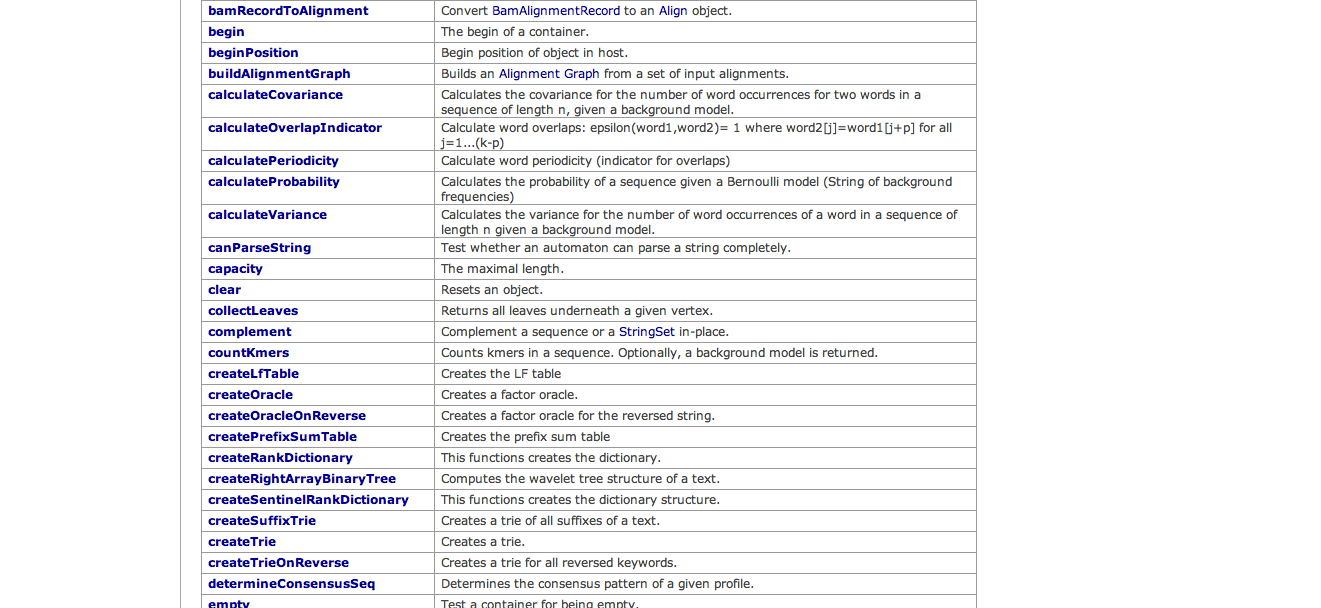 bamRecordToAlignment Convert BamAlignmentRecord to an Align object.
begin The begin of a container.
beginPosition Begin position of object in host.
buildAlignmentGraph Builds an Alignment Graph from a set of input alignments.
calculateCovariance Calculates the covariance for the number of word occurrences for two words in a
sequence of length n, given a background model.
calculateOverlapIndicator Calculate word overlaps: epsilon(word1,word2)= 1 where word2[j]=word1[j+p] for all
j=1...(k-p)
calculatePeriodicity Calculate word periodicity (indicator for overlaps)
calculateProbability Calculates the probability of a sequence given a Bernoulli model (String of background
frequencies)
calculateVariance Calculates the variance for the number of word occurrences of a word in a sequence of
length n given a background model.
canParseString Test whether an automaton can parse a string completely.
capacity The maximal length.
clear Resets an object.
collectLeaves Returns all leaves underneath a given vertex.
complement Complement a sequence or a StringSet in-place.
countKmers Counts kmers in a sequence. Optionally, a background model is returned.
createLfTable Creates the LF table
createOracle Creates a factor oracle.
createOracleOnReverse Creates a factor oracle for the reversed string.
createPrefixSumTable Creates the prefix sum table
createRankDictionary This functions creates the dictionary.
createRightArrayBinaryTree Computes the wavelet tree structure of a text.
createSentinelRankDictionary This functions creates the dictionary structure.
createSuffixTrie Creates a trie of all suffixes of a text.
createTrie Creates a trie.
createTrieOnReverse Creates a trie for all reversed keywords.
determineConsensusSeq Determines the consensus pattern of a given profile.
empty Test a container for being empty.